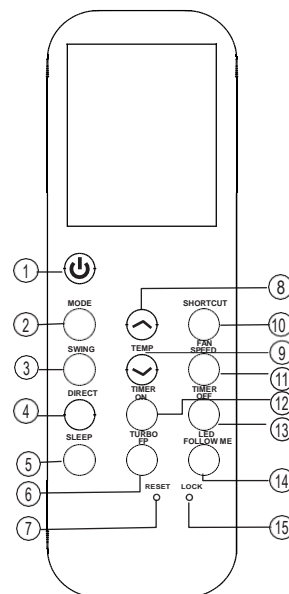 1
8
MODE
SHORTCUT
2
10
TEMP
FAN
SPEED
9
SWING
3
11
TIMER
ON
TIMER
OFF
12
DIRECT
4
13
SLEEP
TURBO
FP
LED
FOLLOW ME
5
14
6
RESET
LOCK
7
15